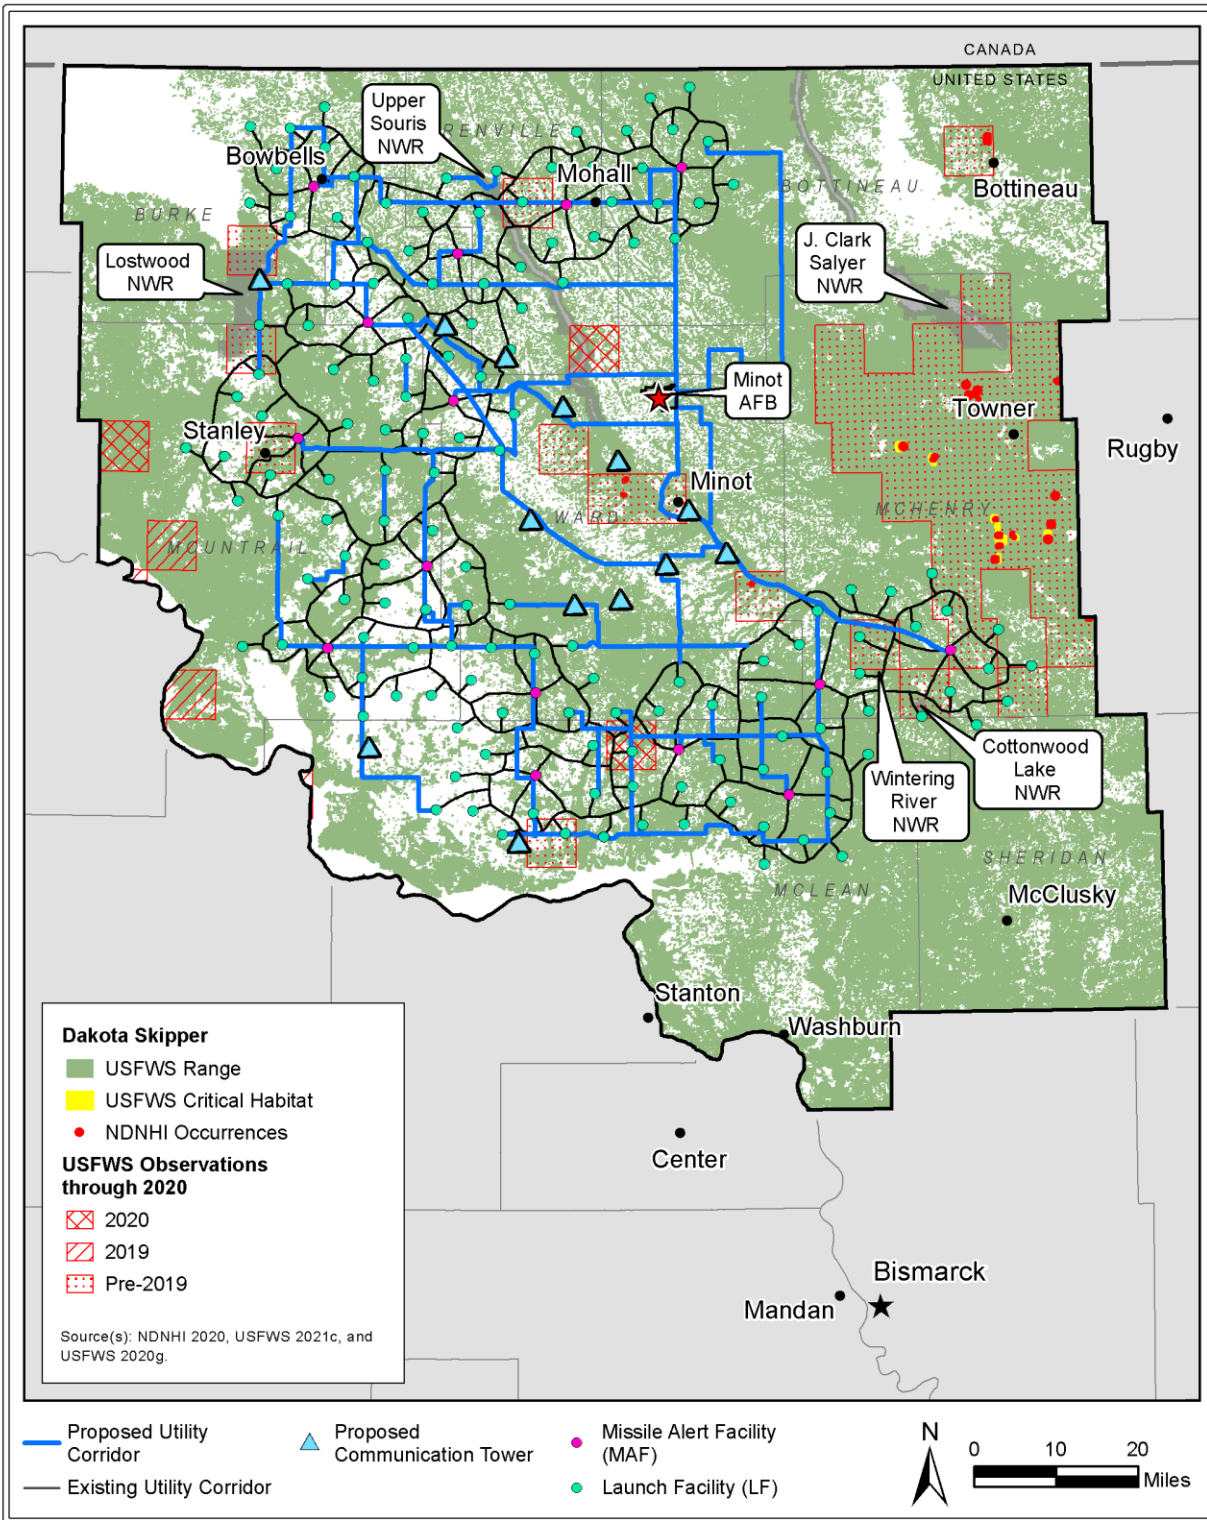 CANADA
UNITED STATES
Upper
Souris
NWR
RENVILLE
Bowbells
Mohall
BOTTINEAU
Bottineau
BURKE
Lostwood
NWR
J. Clark
Salyer
NWR
Minot
AFB
Towner
Rugby
Stanley
Minot
WARD
MCHENRY
MOUNTRAIL
Cottonwood
Lake
NWR
Wintering
River
NWR
SHERIDAN
MCLEAN
McClusky
Stanton
Washburn
Center
Bismarck
Mandan
Dakota Skipper
USFWS Range
USFWS Critical Habitat
NDNHI Occurrences
USFWS Observations
through 2020
2020
2019
Pre-2019
Source(s): NDNHI 2020, USFWS 2021c, and
USFWS 2020g.
Proposed Utility
Corridor
Existing Utility Corridor
Proposed
Communication Tower
Missile Alert Facility
(MAF)
Launch Facility (LF)
N
0 10 20
Miles